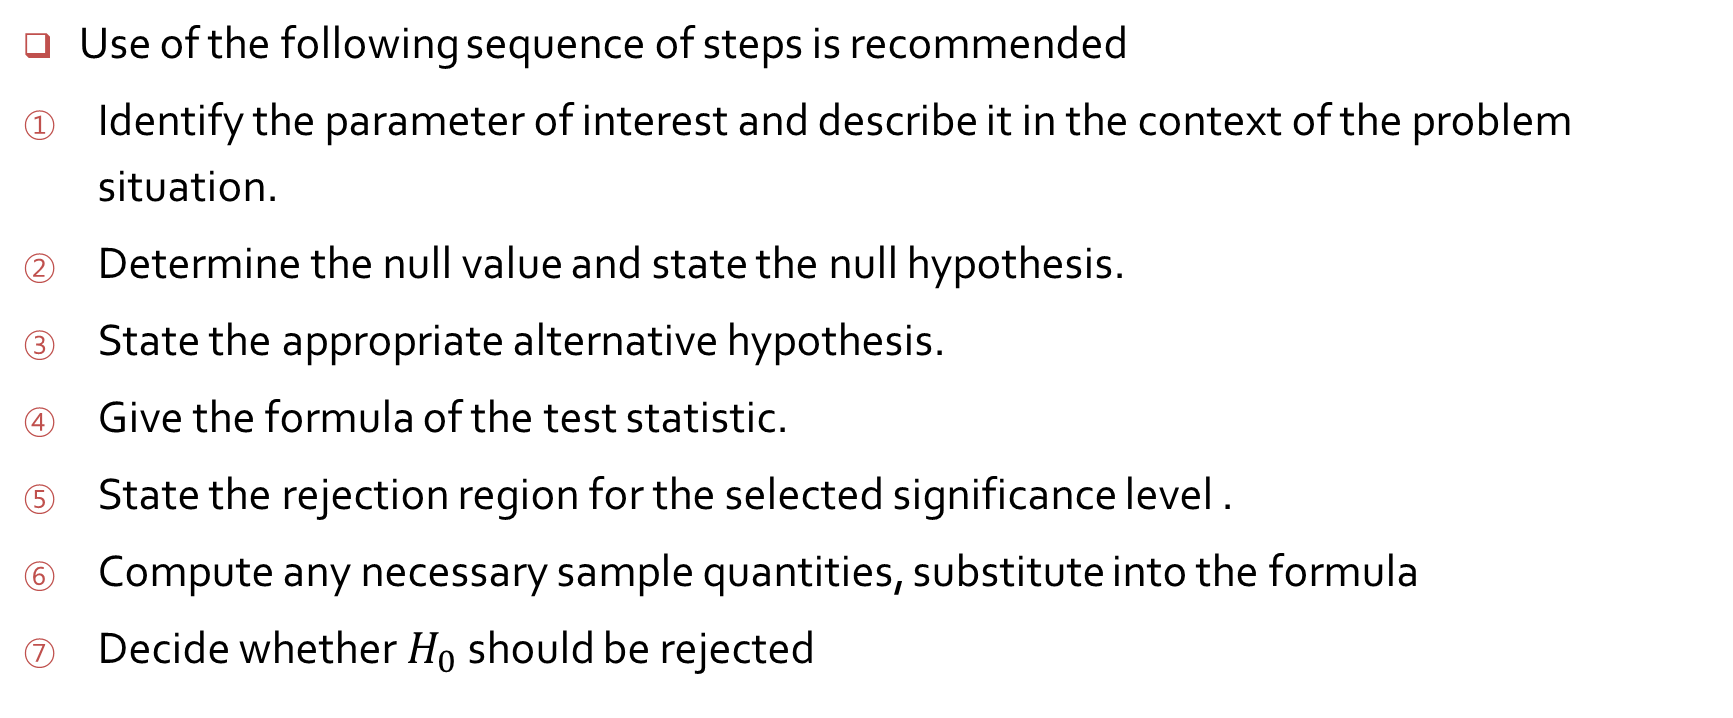 ❑ Use of the following sequence of steps is recommended
① Identify the parameter of interest and describe it in the context of the problem
situation.
② Determine the null value and state the null hypothesis.
③ State the appropriate alternative hypothesis.
④ Give the formula of the test statistic.
⑤ State the rejection region for the selected significance level .
⑥ Compute any necessary sample quantities, substitute into the formula
⑦ Decide whether H₀ should be rejected